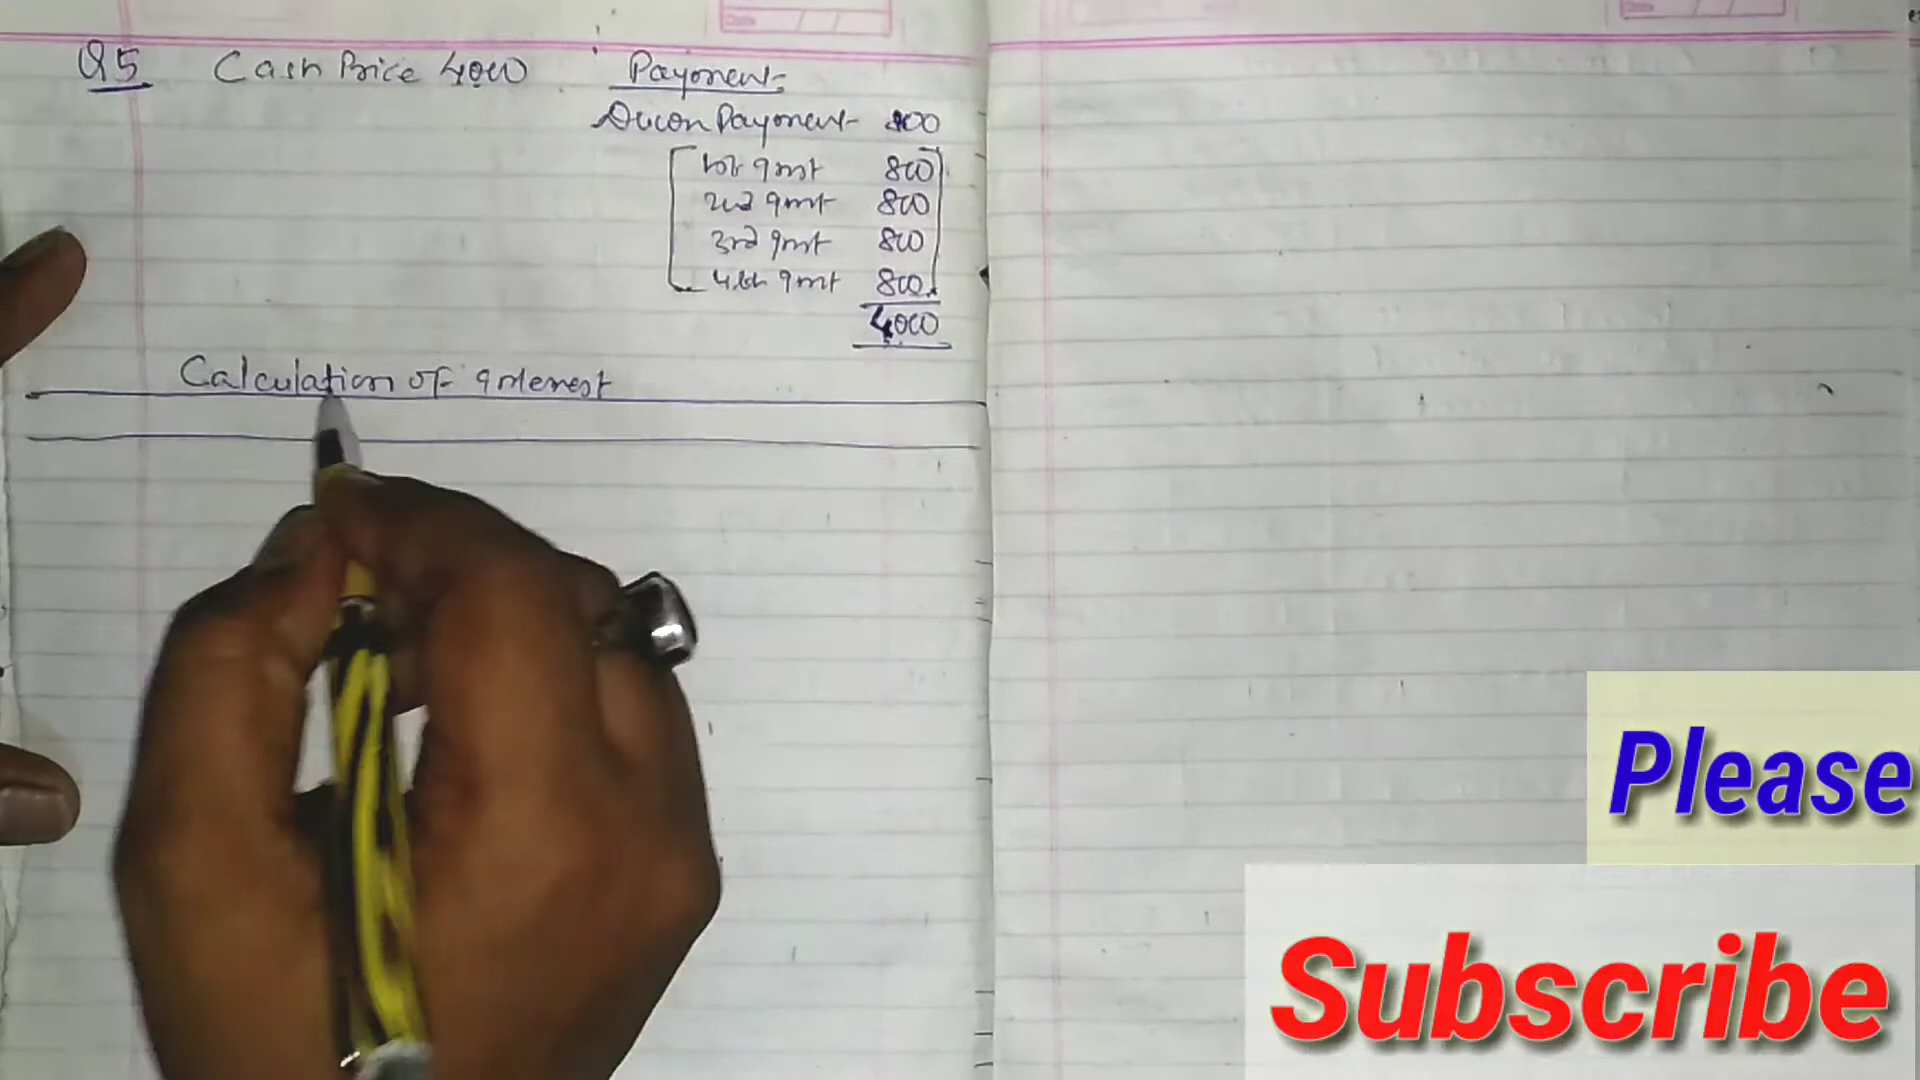 Q5 Cash Price 4000 Payment
Down Payment 800
1st Inst 800
2nd Inst 800
3rd Inst 800
4th Inst 800
4000
Calculation of Interest
Please
Subscribe